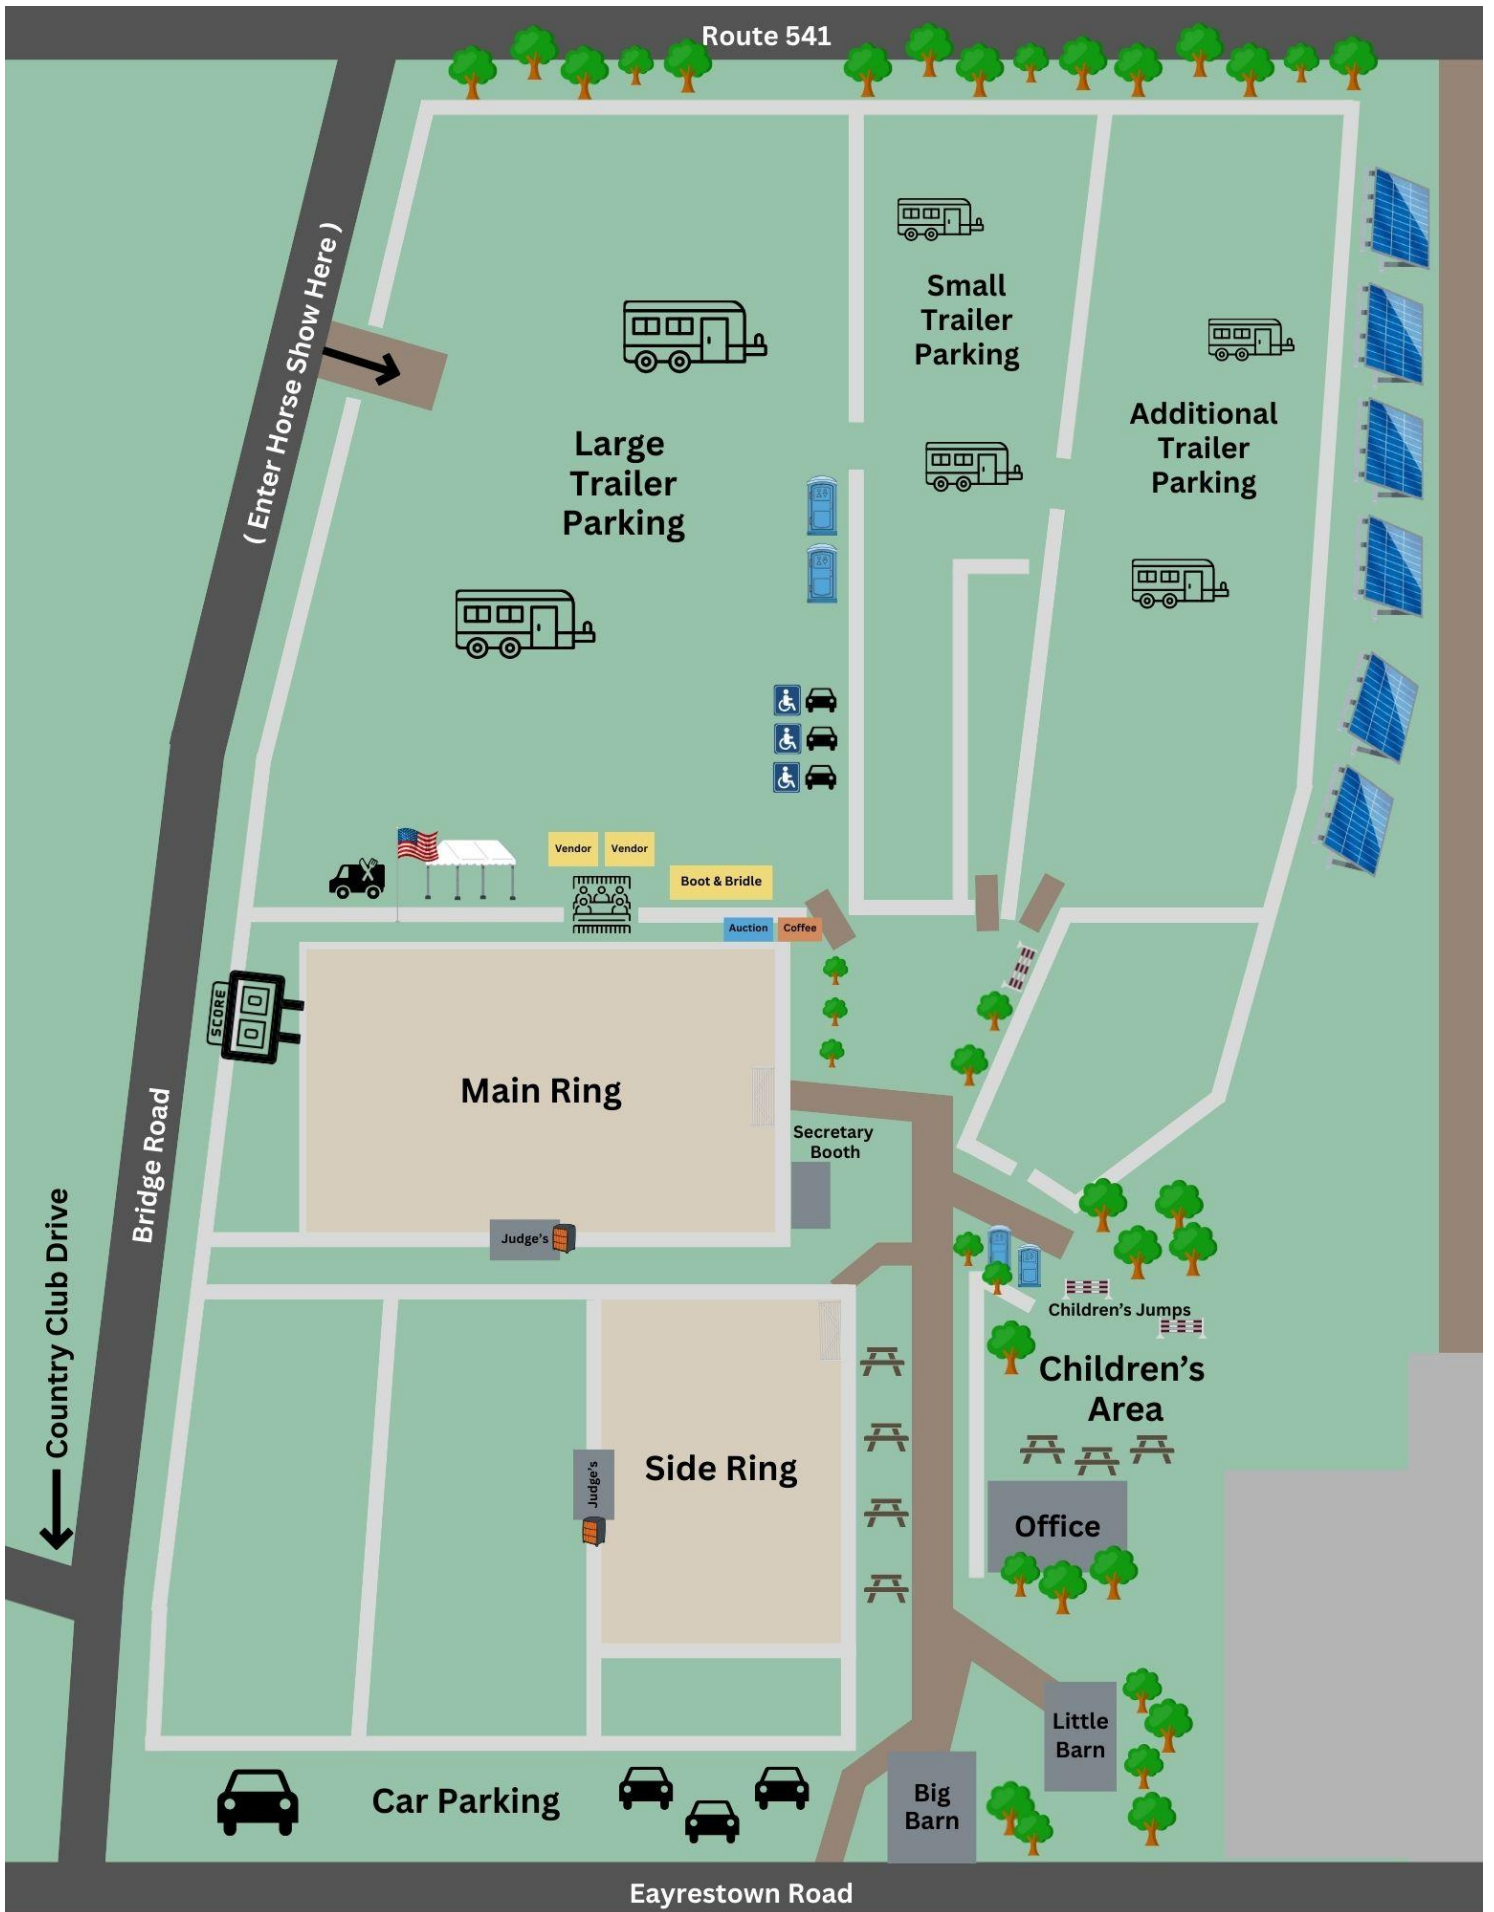 Route 541
( Enter Horse Show Here )
Small
Trailer
Parking
Additional
Trailer
Parking
Large
Trailer
Parking
Vendor
Vendor
Boot & Bridle
Auction
Coffee
SCORE
Main Ring
Secretary
Booth
Bridge Road
Country Club Drive
Judge's
Children's Jumps
Children's
Area
Side Ring
Judge's
Office
Little
Barn
Big
Barn
Car Parking
Eayrestown Road